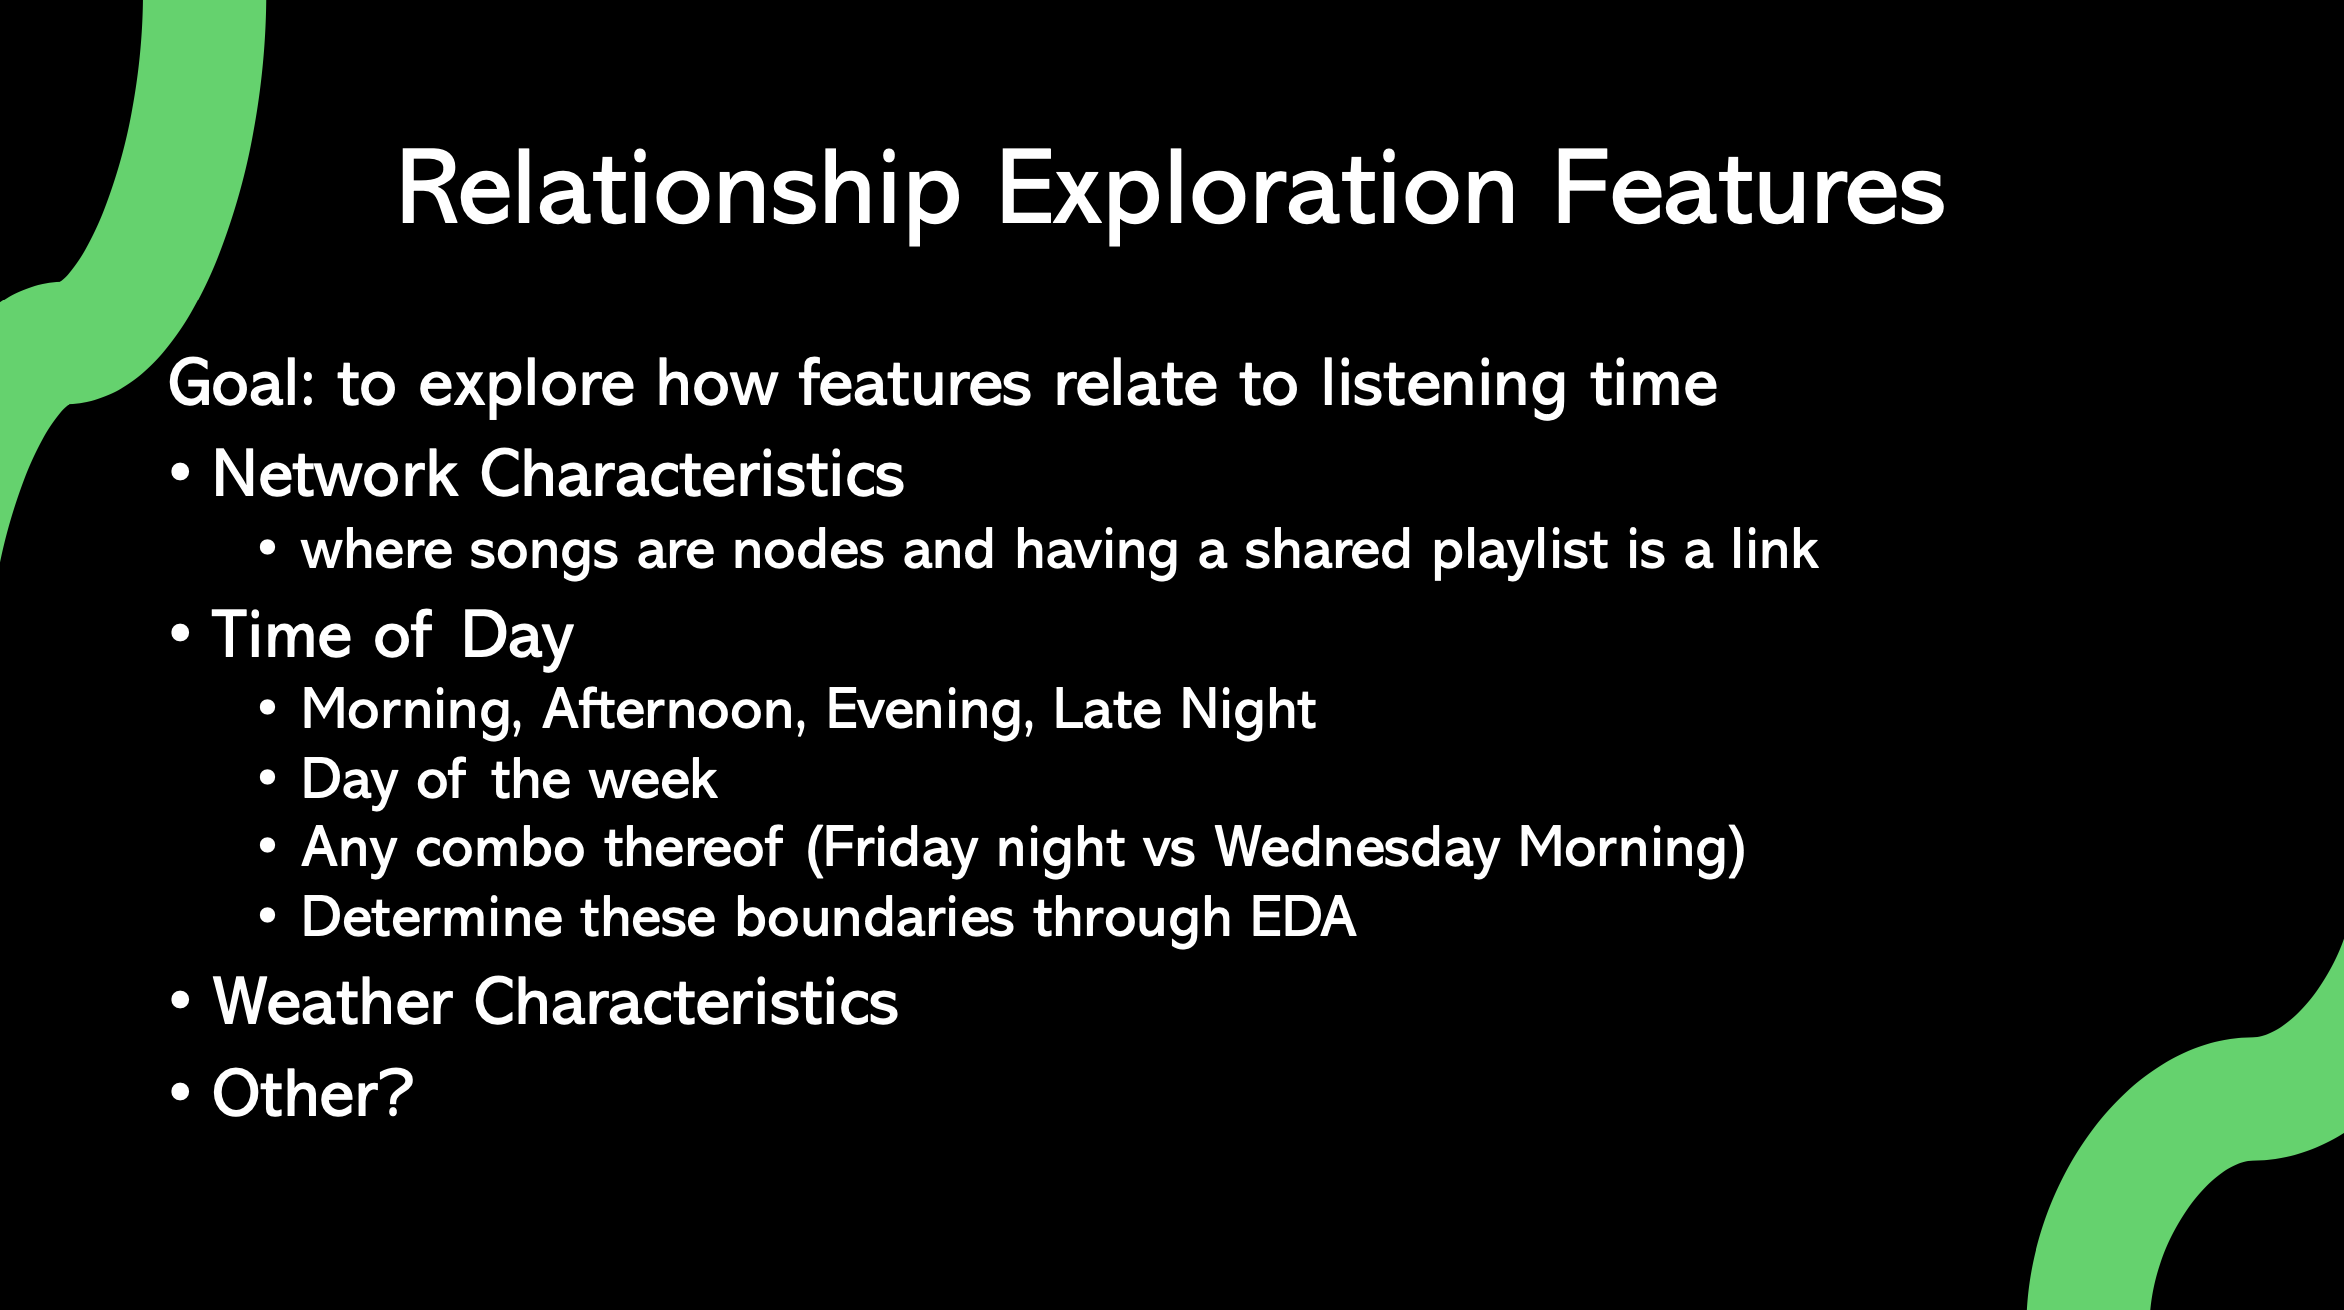 Relationship Exploration Features
Goal: to explore how features relate to listening time
• Network Characteristics
• where songs are nodes and having a shared playlist is a link
• Time of Day
• Morning, Afternoon, Evening, Late Night
• Day of the week
• Any combo thereof (Friday night vs Wednesday Morning)
• Determine these boundaries through EDA
• Weather Characteristics
• Other?